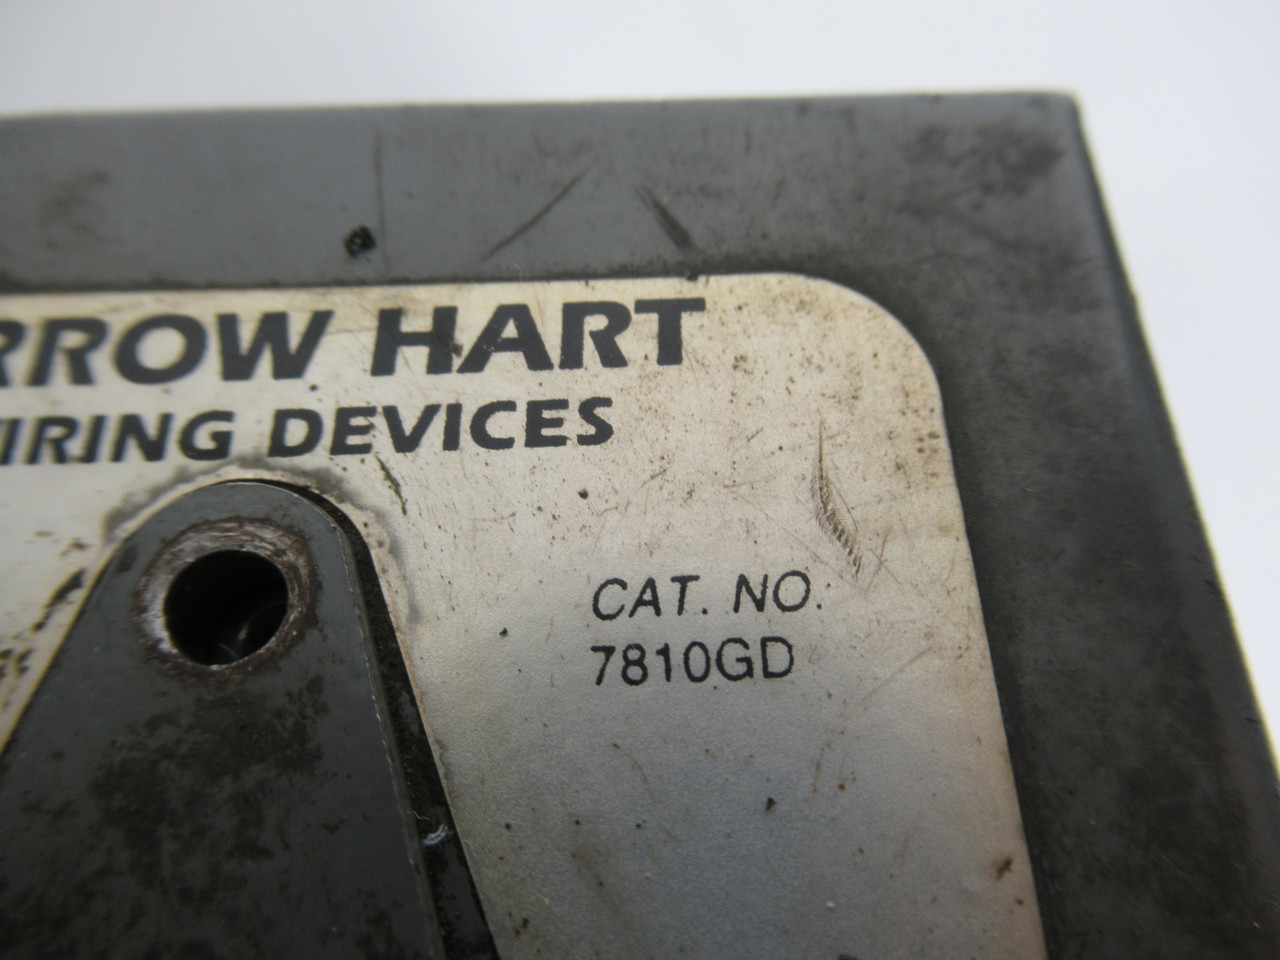 RROW HART
IRING DEVICES
CAT. NO.
7810GD